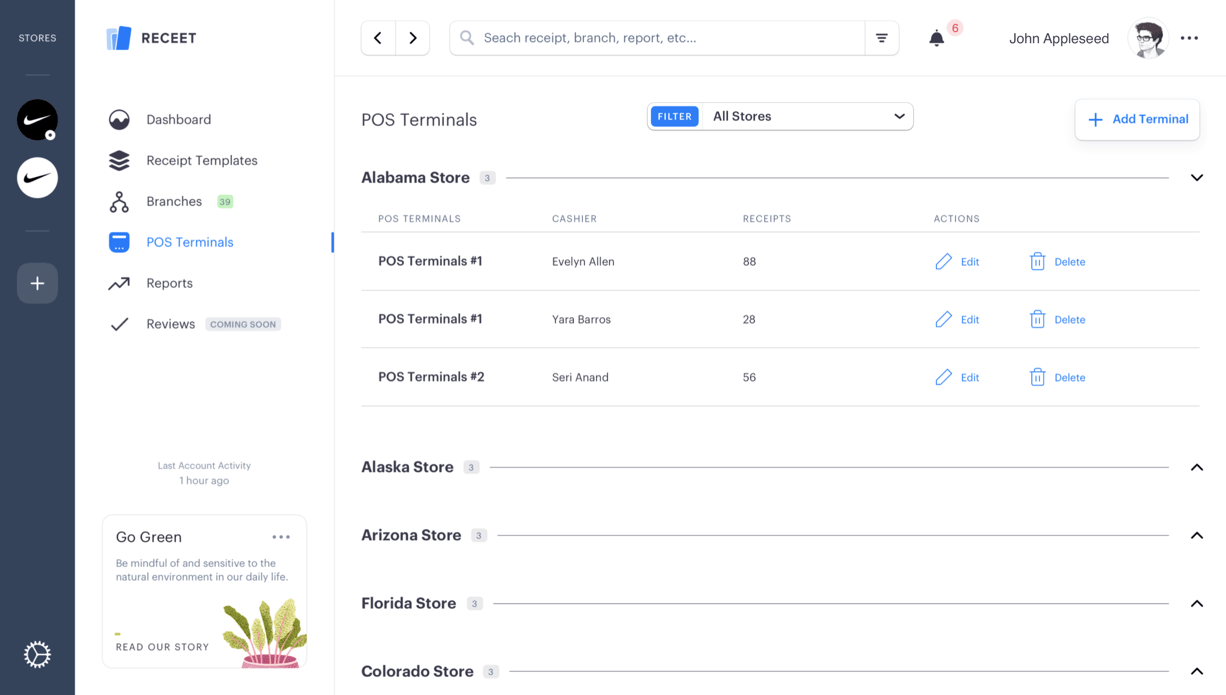 STORES
RECEET
Dashboard
Receipt Templates
Branches 39
POS Terminals
Reports
Reviews COMING SOON
Last Account Activity
1 hour ago
Go Green
Be mindful of and sensitive to the
natural environment in our daily life.
READ OUR STORY
Seach receipt, branch, report, etc...
6
John Appleseed
POS Terminals
FILTER All Stores
Add Terminal
Alabama Store 3
POS TERMINALS CASHIER RECEIPTS ACTIONS
POS Terminals #1 Evelyn Allen 88 Edit Delete
POS Terminals #1 Yara Barros 28 Edit Delete
POS Terminals #2 Seri Anand 56 Edit Delete
Alaska Store 3
Arizona Store 3
Florida Store 3
Colorado Store 3